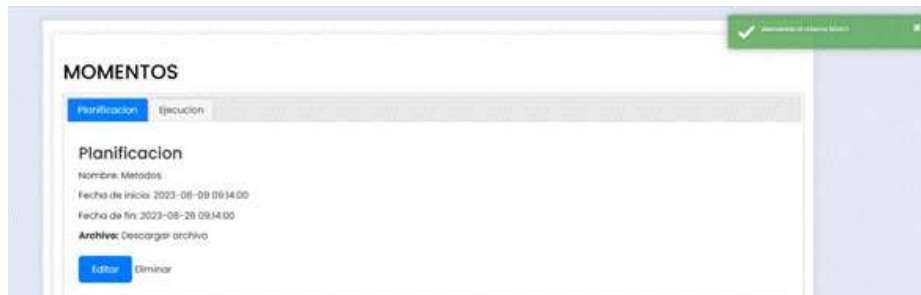 MOMENTOS
Planificacion Ejecucion
Planificacion
Nombre: Metodos
Fecha de inicio: 2023-08-09 09:14:00
Fecha de fin: 2023-08-26 09:14:00
Archivo: Descargar archivo
Editar Eliminar